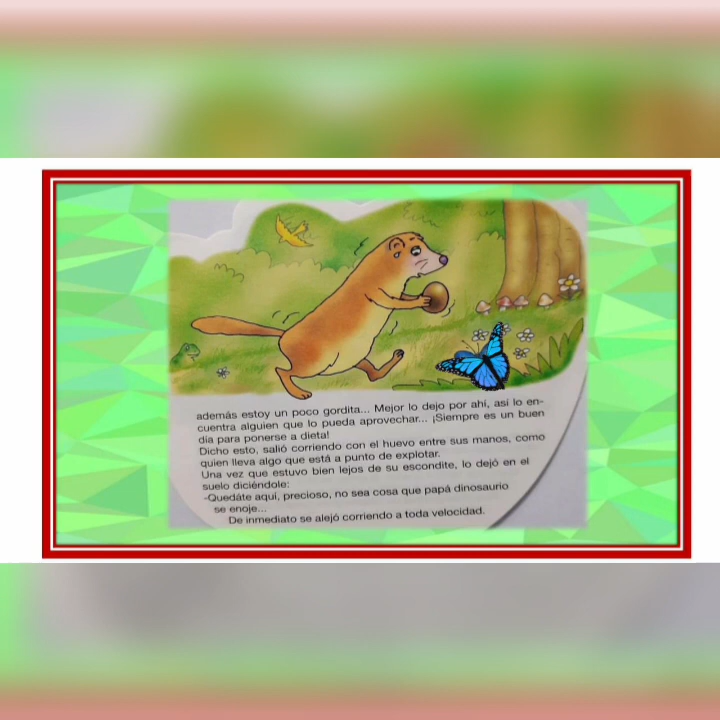 además estoy un poco gordita... Mejor lo dejo por ahí, así lo en-
cuentra alguien que lo pueda aprovechar... ¡Siempre es un buen
día para ponerse a dieta!
Dicho esto, salió corriendo con el huevo entre sus manos, como
quien lleva algo que está a punto de explotar.
Una vez que estuvo bien lejos de su escondite, lo dejó en el
suelo diciéndole:
-Quedáte aquí, precioso, no sea cosa que papá dinosaurio
se enoje...
De inmediato se alejó corriendo a toda velocidad.